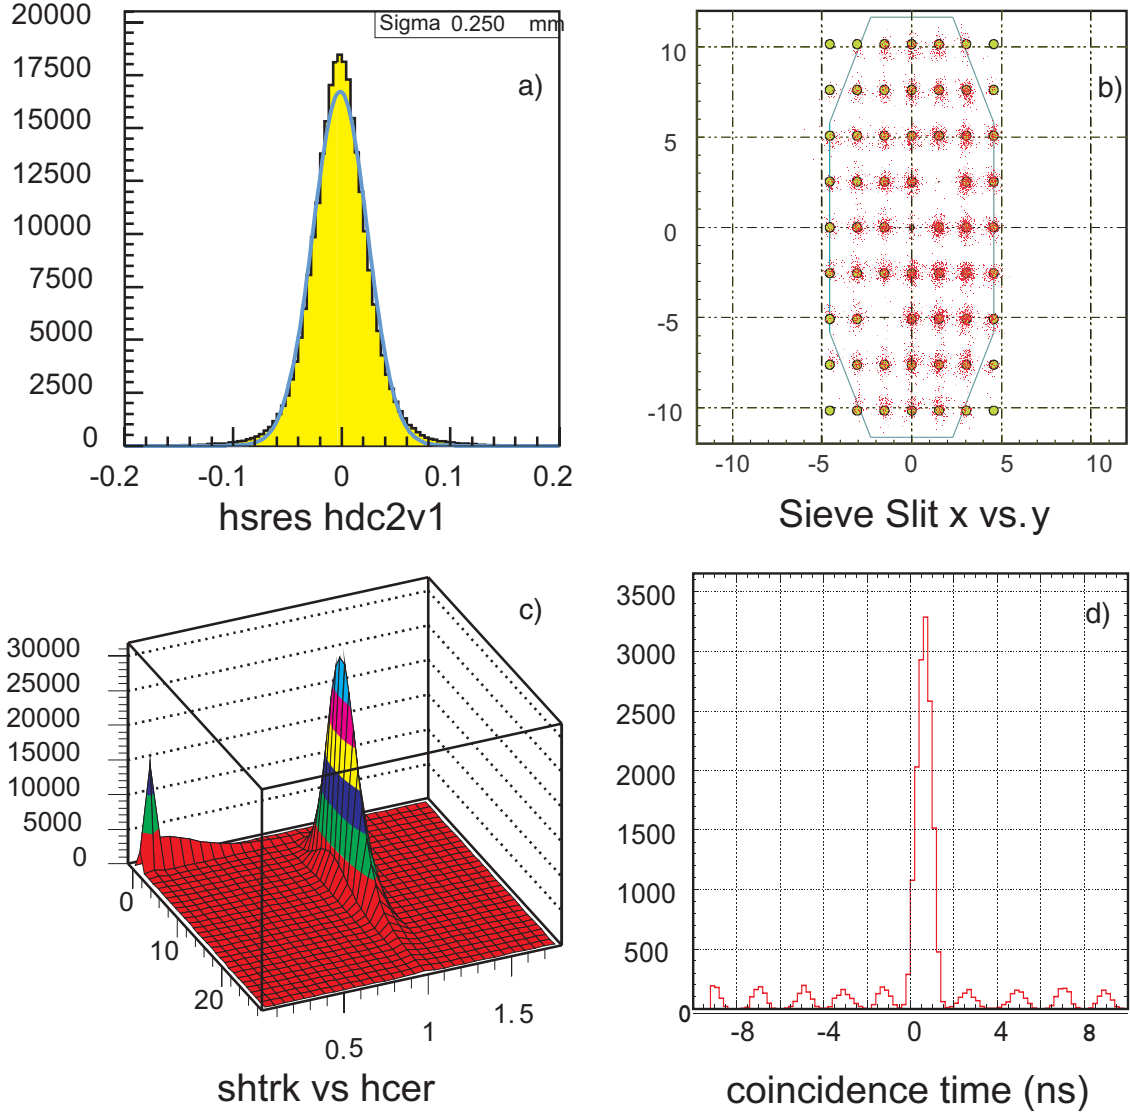 20000
17500
15000
12500
10000
7500
5000
2500
0
Sigma 0.250 mm
a)
-0.2 -0.1 0 0.1 0.2
hsres hdc2v1
10
5
0
-5
-10
b)
-10 -5 0 5 10
Sieve Slit x vs. y
30000
25000
20000
15000
10000
5000
0
c)
0
10
20
0.5
1
1.5
shtrk vs hcer
3500
3000
2500
2000
1500
1000
500
0
d)
-8 -4 0 4 8
coincidence time (ns)